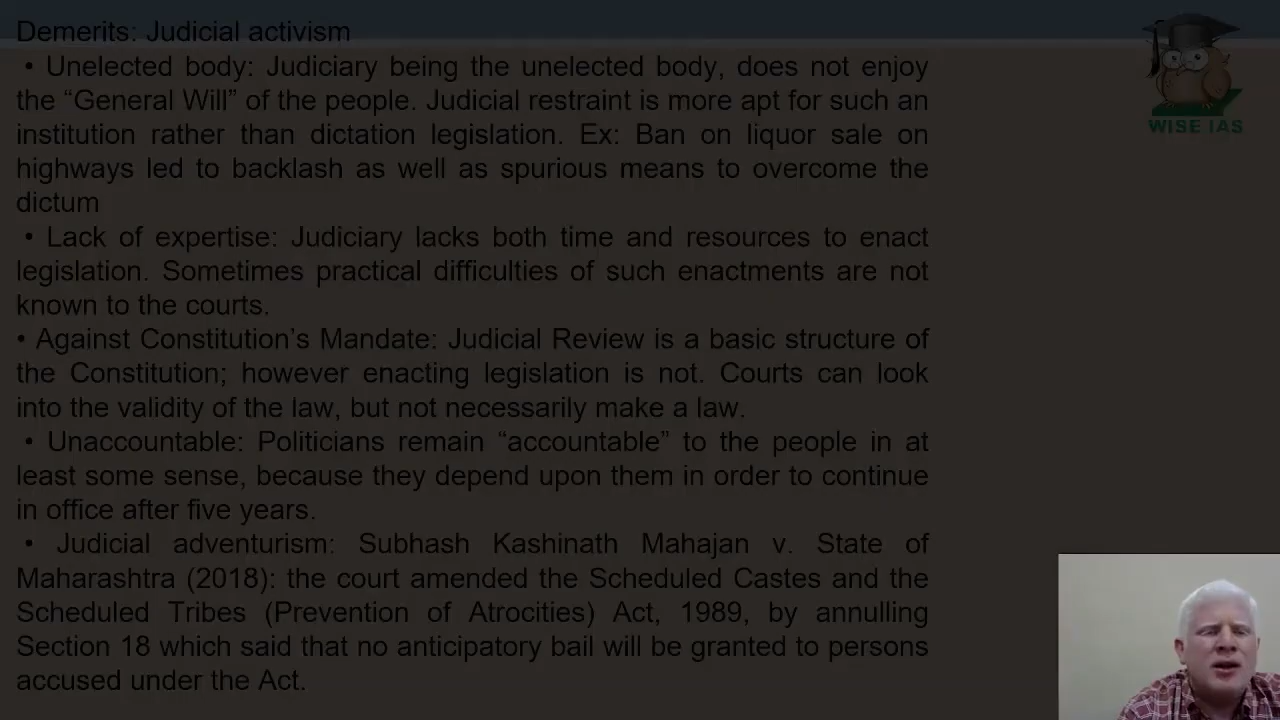 Demerits: Judicial activism
• Unelected body: Judiciary being the unelected body, does not enjoy
the “General Will” of the people. Judicial restraint is more apt for such an
institution rather than dictation legislation. Ex: Ban on liquor sale on
highways led to backlash as well as spurious means to overcome the
dictum
• Lack of expertise: Judiciary lacks both time and resources to enact
legislation. Sometimes practical difficulties of such enactments are not
known to the courts.
• Against Constitution’s Mandate: Judicial Review is a basic structure of
the Constitution; however enacting legislation is not. Courts can look
into the validity of the law, but not necessarily make a law.
• Unaccountable: Politicians remain “accountable” to the people in at
least some sense, because they depend upon them in order to continue
in office after five years.
• Judicial adventurism: Subhash Kashinath Mahajan v. State of
Maharashtra (2018): the court amended the Scheduled Castes and the
Scheduled Tribes (Prevention of Atrocities) Act, 1989, by annulling
Section 18 which said that no anticipatory bail will be granted to persons
accused under the Act.
WISE IAS